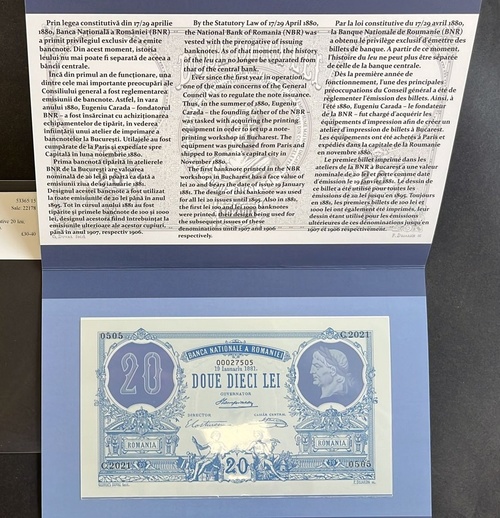 Prin legea constitutivă din 17/29 aprilie
1880, Banca Națională a României (BNR)
a primit privilegiul exclusiv de a emite
bancnote. Din acest moment, istoria
leului nu mai poate fi separată de aceea a
băncii centrale.
Încă din primul an de funcționare, una
dintre cele mai importante preocupări ale
Consiliului general a fost reglementarea
emisiunii de bancnote. Astfel, în vara
anului 1880, Eugeniu Carada – fondatorul
BNR – a fost însărcinat cu achiziționarea
echipamentelor de tipărit, în vederea
înființării unui atelier de imprimare a
bancnotelor la București. Utilajele au fost
cumpărate de la Paris și expediate spre
Capitală în luna noiembrie 1880.
Prima bancnotă tipărită în atelierele
BNR de la București are valoarea
nominală de 20 lei și poartă ca dată a
emisiunii ziua de 19 ianuarie 1881.
Designul acestei bancnote a fost utilizat
la toate emisiunile de 20 lei până în anul
1895. Tot în cursul anului 1881 au fost
tipărite și primele bancnote de 100 și 1000
lei, designul acestora fiind întrebuințat la
emisiunile ulterioare ale acestor cupiuri,
până în anul 1907, respectiv 1906.
By the Statutory Law of 17/29 April 1880,
the National Bank of Romania (NBR) was
vested with the prerogative of issuing
banknotes. As of that moment, the history
of the leu can no longer be separated from
that of the central bank.
Ever since the first year in operation,
one of the main concerns of the General
Council was to regulate the note issuance.
Thus, in the summer of 1880, Eugeniu
Carada – the founding father of the NBR –
was tasked with acquiring the printing
equipment in order to set up a note-
printing workshop in Bucharest. The
equipment was purchased from Paris and
shipped to Romania's capital city in
November 1880.
The first banknote printed in the NBR
workshops in Bucharest has a face value of
lei 20 and bears the date of issue 19 January
1881. The design of this banknote was used
for all lei 20 issues until 1895. Also in 1881,
the first lei 100 and lei 1000 banknotes
were printed, their design being used for
the subsequent issues of these
denominations until 1907 and 1906
respectively.
Par la loi constitutive du 17/29 avril 1880,
la Banque Nationale de Roumanie (BNR)
a obtenu le privilège exclusif d'émettre des
billets de banque. A partir de ce moment,
l'histoire du leu ne peut plus être séparée
de celle de la banque centrale.
Dès la première année de
fonctionnement, l'une des principales
préoccupations du Conseil général a été de
réglementer l'émission des billets. Ainsi, à
l'été 1880, Eugeniu Carada – le fondateur
de la BNR – fut chargé d'acquérir les
équipements d'impression afin de créer un
atelier d'impression de billets à Bucarest.
Les équipements ont été achetés à Paris et
expédiés dans la capitale de la Roumanie
en novembre 1880.
Le premier billet imprimé dans les
ateliers de la BNR à Bucarest a une valeur
nominale de 20 lei et porte comme date
d'émission le 19 janvier 1881. Le dessin de
ce billet a été utilisé pour toutes les
émissions de 20 lei jusqu'en 1895. Toujours
en 1881, les premiers billets de 100 lei et
1000 lei ont également été imprimés, leur
dessin étant utilisé pour les émissions
ultérieures de ces dénominations jusqu'en
1907 et 1906 respectivement.
33365 15
Satz: 22178
20 lei.
€30-40
0505
C.2021
BANCA NATIONALĂ A ROMANIEI
00027505
19 Ianuariu 1881.
20
DOUE DIECI LEI
GUVERNATOR
DIRECTOR
CASIER CENTRAL
ROMANIA
ROMANIA
C.2021
20
0505